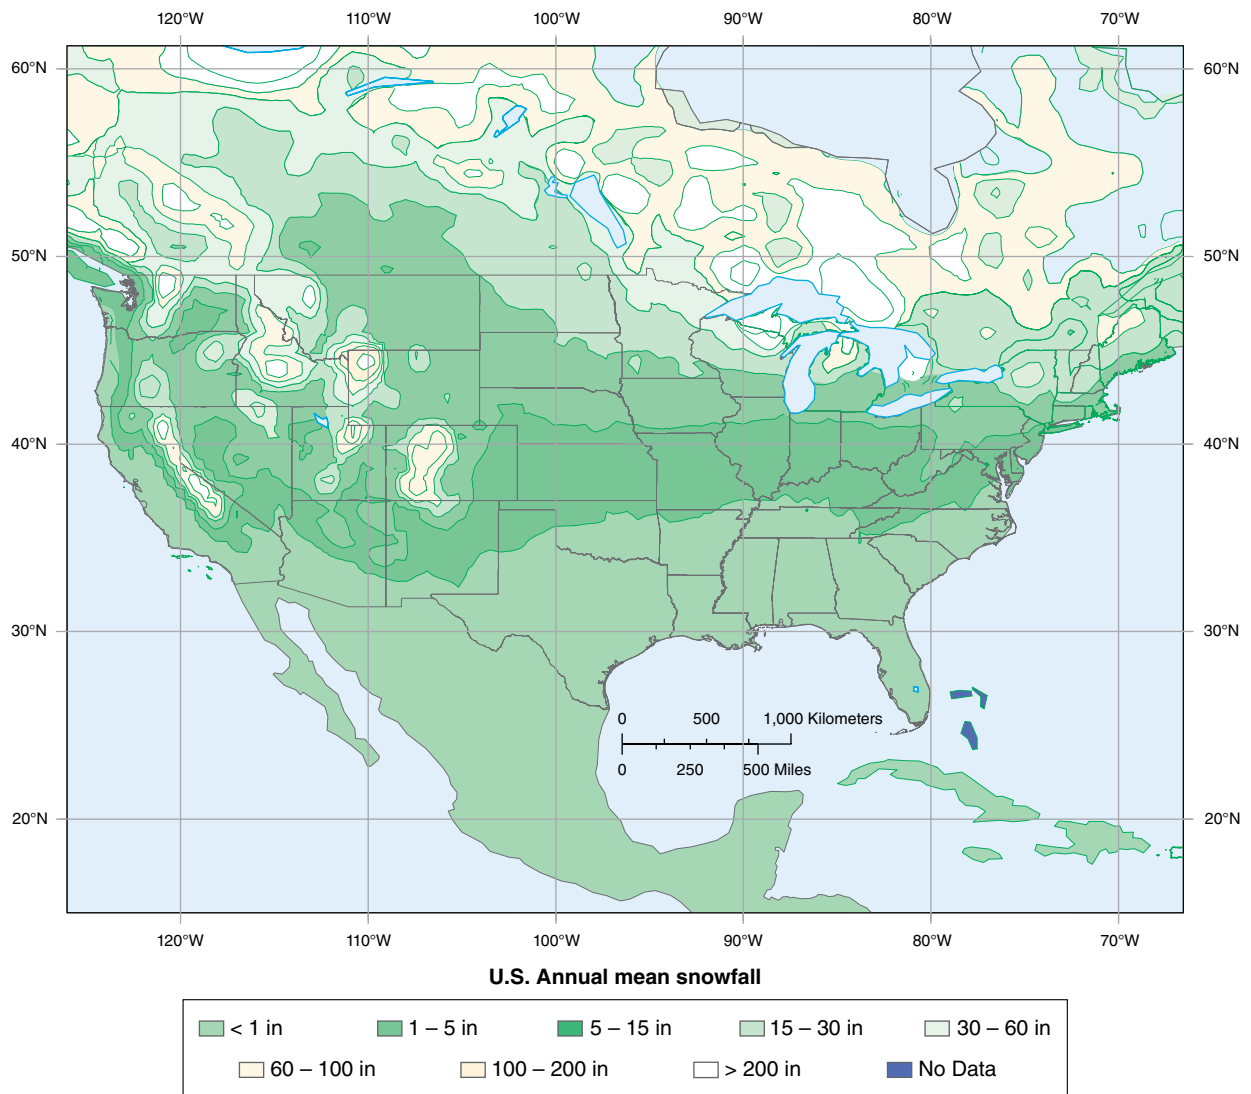 120°W 110°W 100°W 90°W 80°W 70°W
60°N 60°N
50°N 50°N
40°N 40°N
30°N 30°N
0 500 1,000 Kilometers
0 250 500 Miles
20°N 20°N
120°W 110°W 100°W 90°W 80°W 70°W
U.S. Annual mean snowfall
< 1 in 1 – 5 in 5 – 15 in 15 – 30 in 30 – 60 in
60 – 100 in 100 – 200 in > 200 in No Data